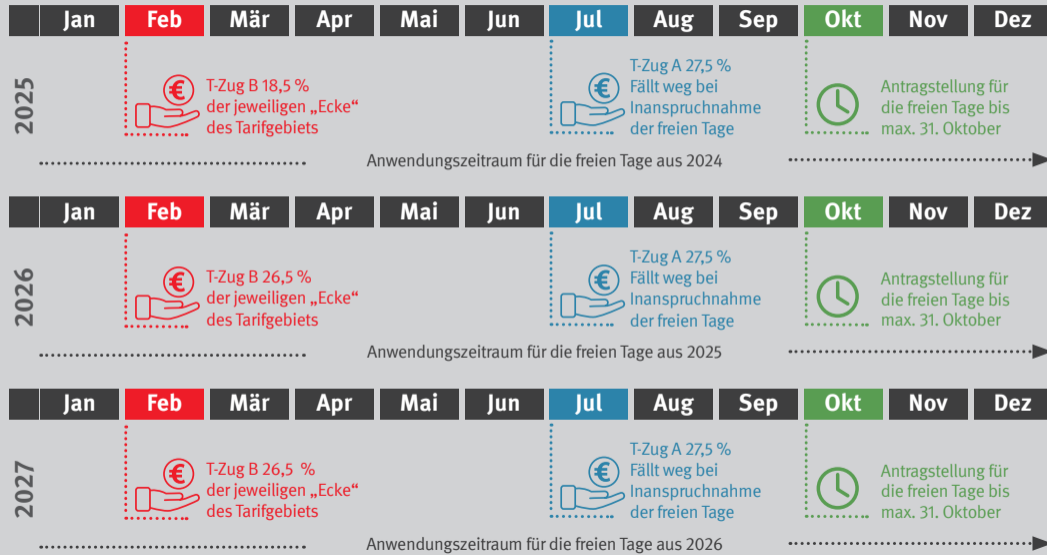 Jan Feb Mär Apr Mai Jun Jul Aug Sep Okt Nov Dez
2025
T-Zug B 18,5 %
der jeweiligen „Ecke“
des Tarifgebiets
T-Zug A 27,5 %
Fällt weg bei
Inanspruchnahme
der freien Tage
Antragstellung für
die freien Tage bis
max. 31. Oktober
Anwendungszeitraum für die freien Tage aus 2024
Jan Feb Mär Apr Mai Jun Jul Aug Sep Okt Nov Dez
2026
T-Zug B 26,5 %
der jeweiligen „Ecke“
des Tarifgebiets
T-Zug A 27,5 %
Fällt weg bei
Inanspruchnahme
der freien Tage
Antragstellung für
die freien Tage bis
max. 31. Oktober
Anwendungszeitraum für die freien Tage aus 2025
Jan Feb Mär Apr Mai Jun Jul Aug Sep Okt Nov Dez
2027
T-Zug B 26,5 %
der jeweiligen „Ecke“
des Tarifgebiets
T-Zug A 27,5 %
Fällt weg bei
Inanspruchnahme
der freien Tage
Antragstellung für
die freien Tage bis
max. 31. Oktober
Anwendungszeitraum für die freien Tage aus 2026